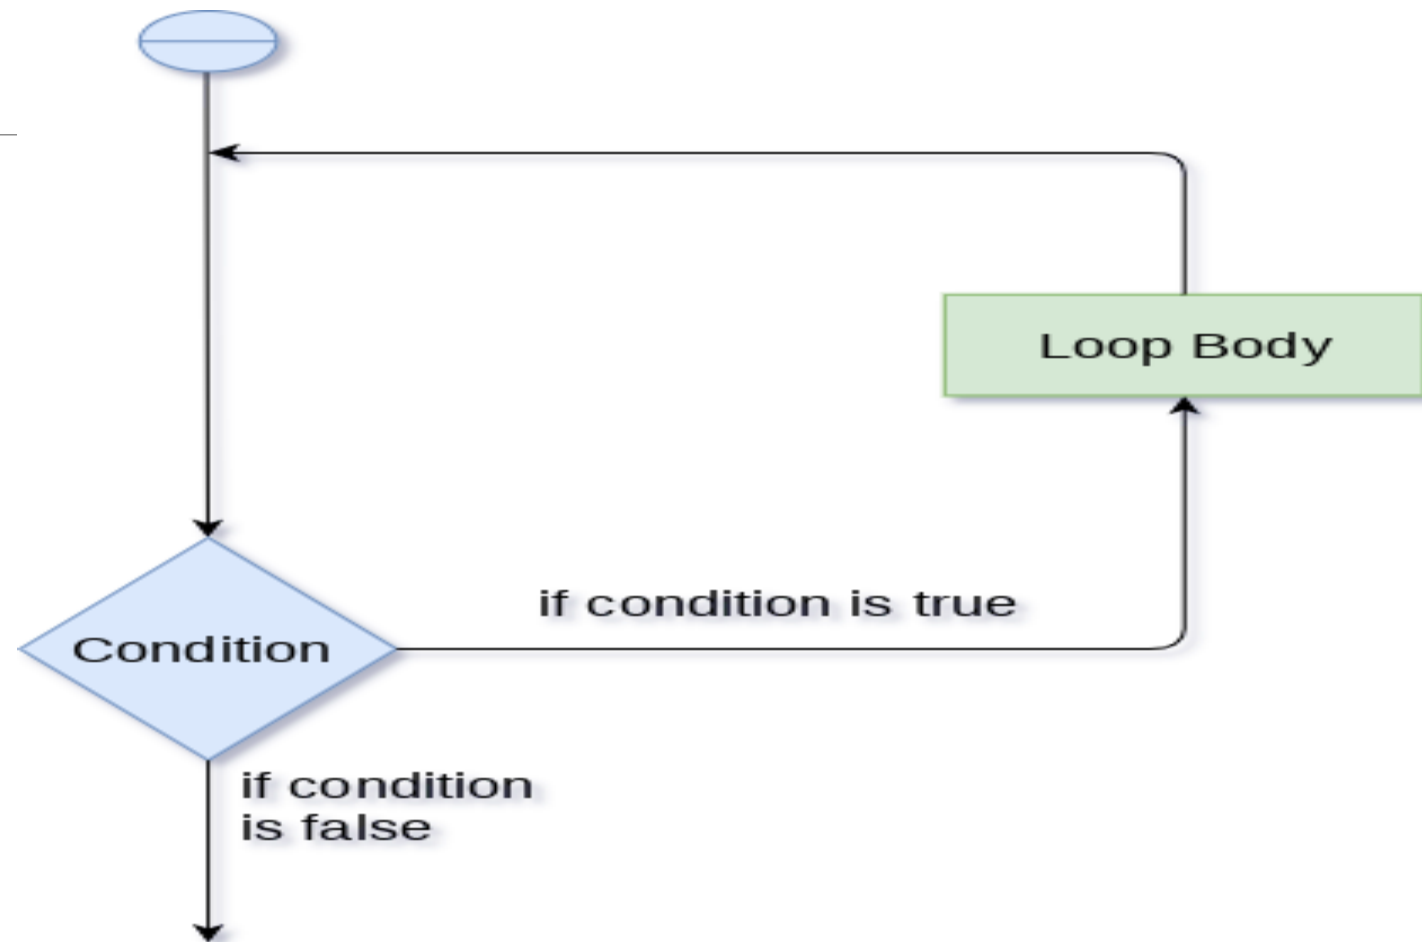 Loop Body
if condition is true
Condition
if condition
is false